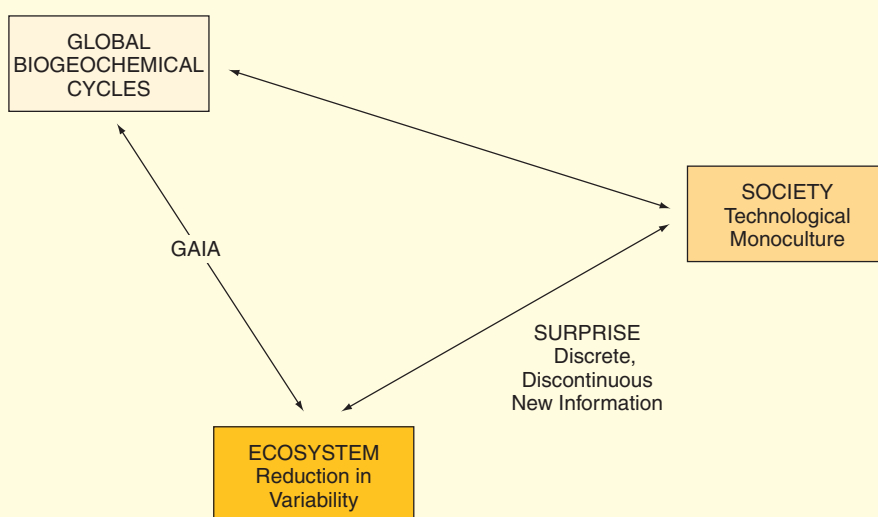 GLOBAL
BIOGEOCHEMICAL
CYCLES
SOCIETY
Technological
Monoculture
GAIA
SURPRISE
Discrete,
Discontinuous
New Information
ECOSYSTEM
Reduction in
Variability